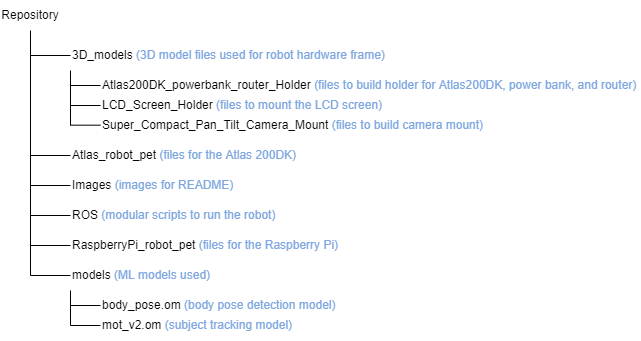 Repository
3D_models (3D model files used for robot hardware frame)
Atlas200DK_powerbank_router_Holder (files to build holder for Atlas200DK, power bank, and router)
LCD_Screen_Holder (files to mount the LCD screen)
Super_Compact_Pan_Tilt_Camera_Mount (files to build camera mount)
Atlas_robot_pet (files for the Atlas 200DK)
Images (images for README)
ROS (modular scripts to run the robot)
RaspberryPi_robot_pet (files for the Raspberry Pi)
models (ML models used)
body_pose.om (body pose detection model)
mot_v2.om (subject tracking model)